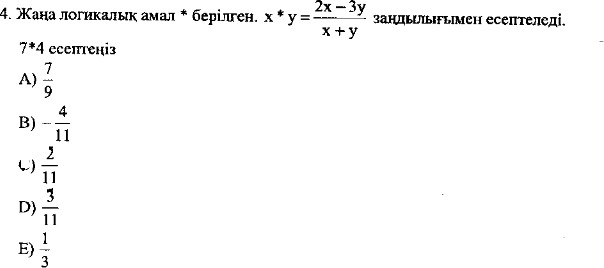 4. Жаңа логикалық амал * берілген. x * y = (2x – 3y)/(x + y) заңдылығымен есептеледі.
7*4 есептеңіз
A) 7/9
B) –4/11
C) 2/11
D) 3/11
E) 1/3